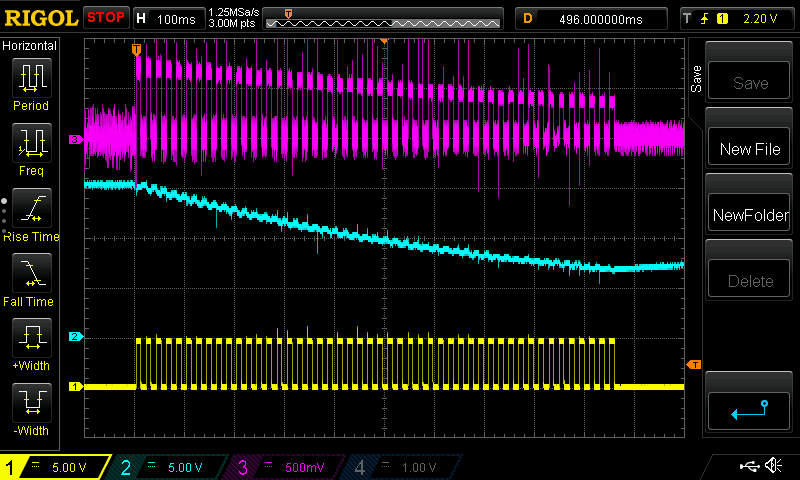 RIGOL STOP H 100ms 1.25MSa/s 3.00M pts D 496.000000ms T 1 2.20 V
Horizontal
Period
Freq
Rise Time
Fall Time
+Width
-Width
T
3
2
1
T
Save
Save
New File
NewFolder
Delete
1 5.00 V 2 5.00 V 3 500mV 4 1.00 V